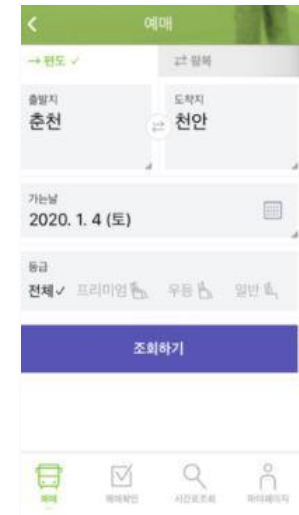 예매
→ 편도 ✓ ⇄ 왕복
출발지 도착지
춘천 ⇄ 천안
가는날
2020. 1. 4 (토)
등급
전체 ✓ 프리미엄 우등 일반
조회하기
예매 예매확인 시간표조회 마이페이지